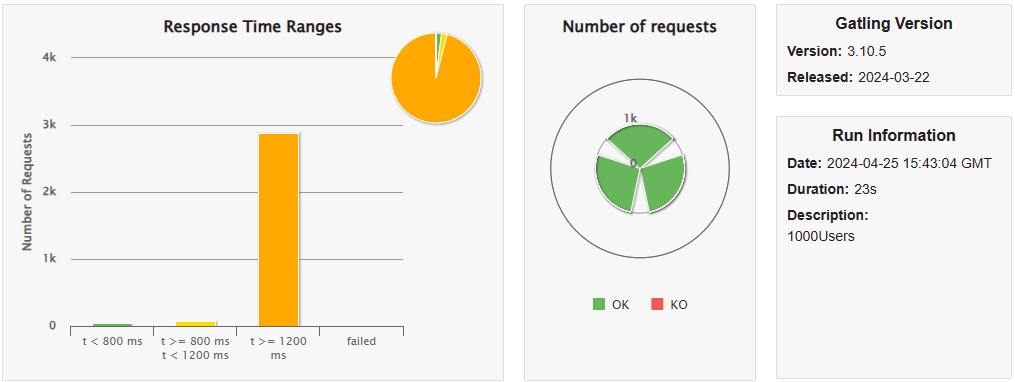 Response Time Ranges
4k
3k
2k
1k
0
Number of Requests
t < 800 ms
t >= 800 ms
t < 1200 ms
t >= 1200
ms
failed
Number of requests
1k
0
OK
KO
Gatling Version
Version: 3.10.5
Released: 2024-03-22
Run Information
Date: 2024-04-25 15:43:04 GMT
Duration: 23s
Description:
1000Users